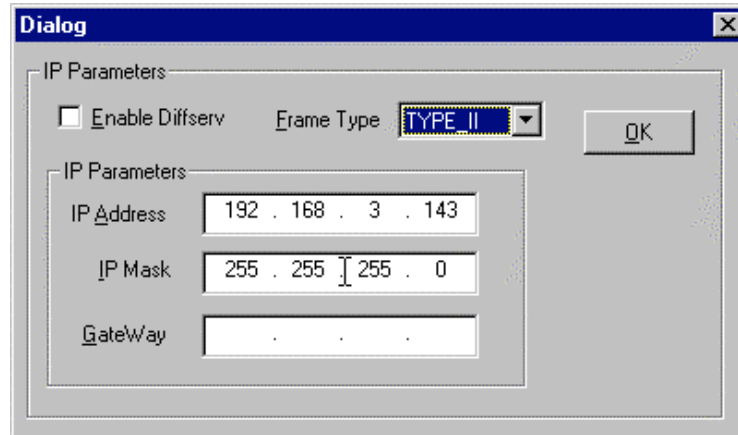 Dialog
IP Parameters
Enable Diffserv Frame Type TYPE_II OK
IP Parameters
IP Address 192 . 168 . 3 . 143
IP Mask 255 . 255 . 255 . 0
GateWay . . .